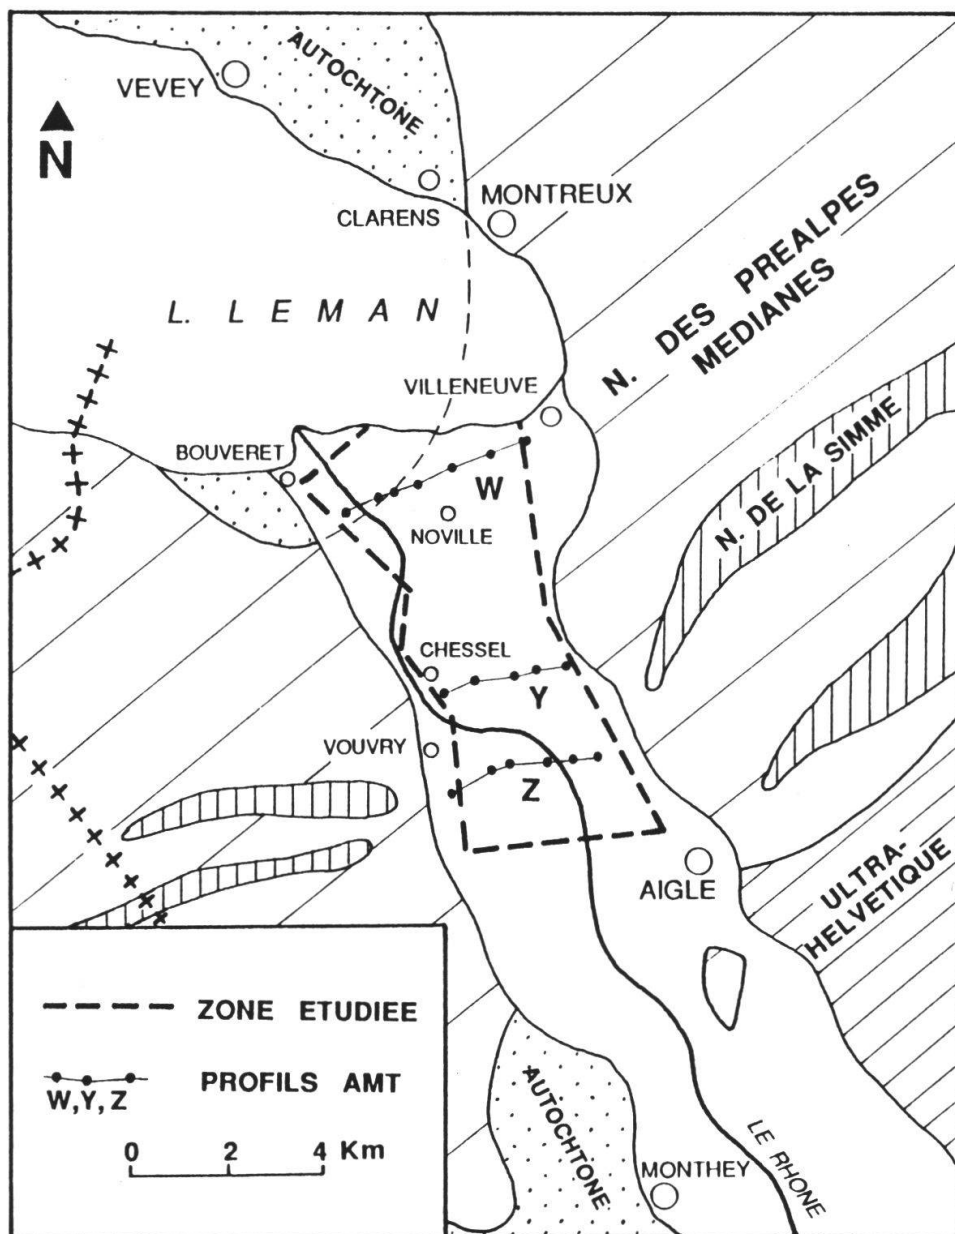 AUTOCHTONE
VEVEY
N
CLARENS
MONTREUX
L. LEMAN
N. DES PREALPES
MEDIANES
VILLENEUVE
BOUVERET
W
NOVILLE
N. DE LA SIMME
CHESSEL
Y
VOUVRY
Z
AIGLE
ULTRA-
HELVETIQUE
ZONE ETUDIEE
PROFILS AMT
W, Y, Z
0 2 4 Km
AUTOCHTONE
MONTHEY
LE RHONE